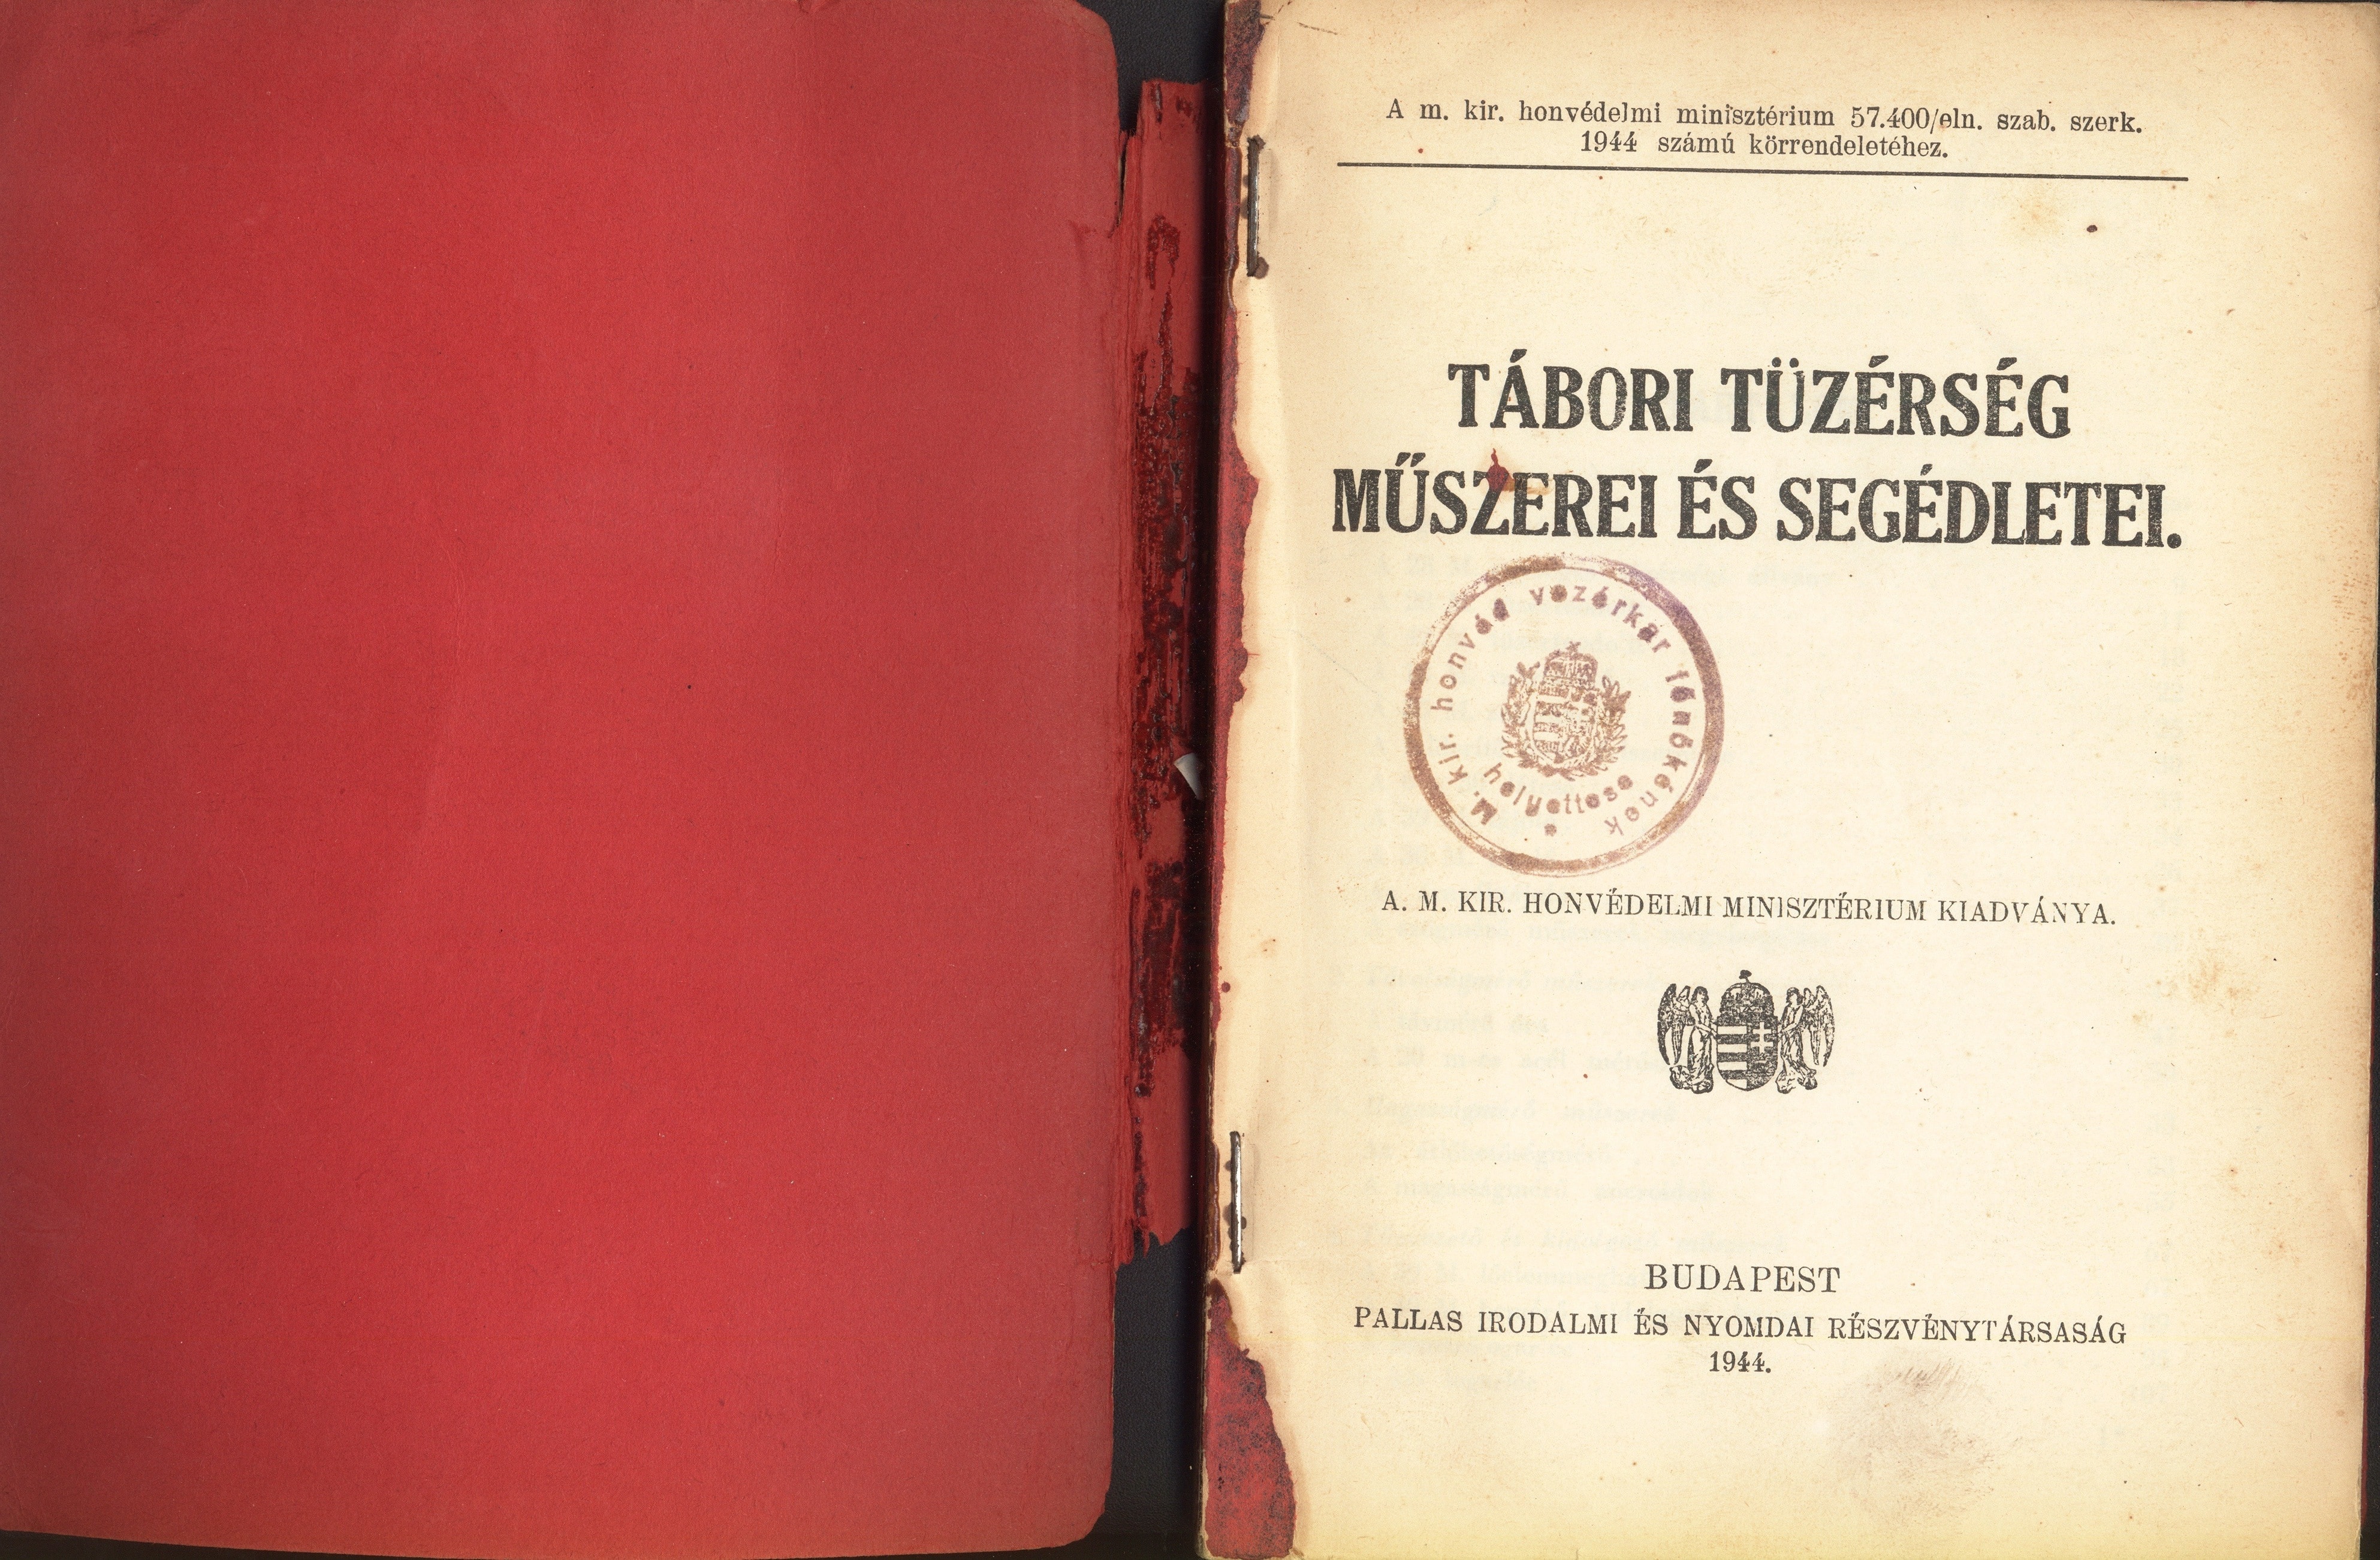 A m. kir. honvédelmi minisztérium 57.400/eln. szab. szerk.
1944 számú körrendeletéhez.
TÁBORI TÜZÉRSÉG
MŰSZEREI ÉS SEGÉDLETEI.
M. kir. honvéd vezérkar főnökének
helyettese
A. M. KIR. HONVÉDELMI MINISZTÉRIUM KIADVÁNYA.
BUDAPEST
PALLAS IRODALMI ÉS NYOMDAI RÉSZVÉNYTÁRSASÁG
1944.